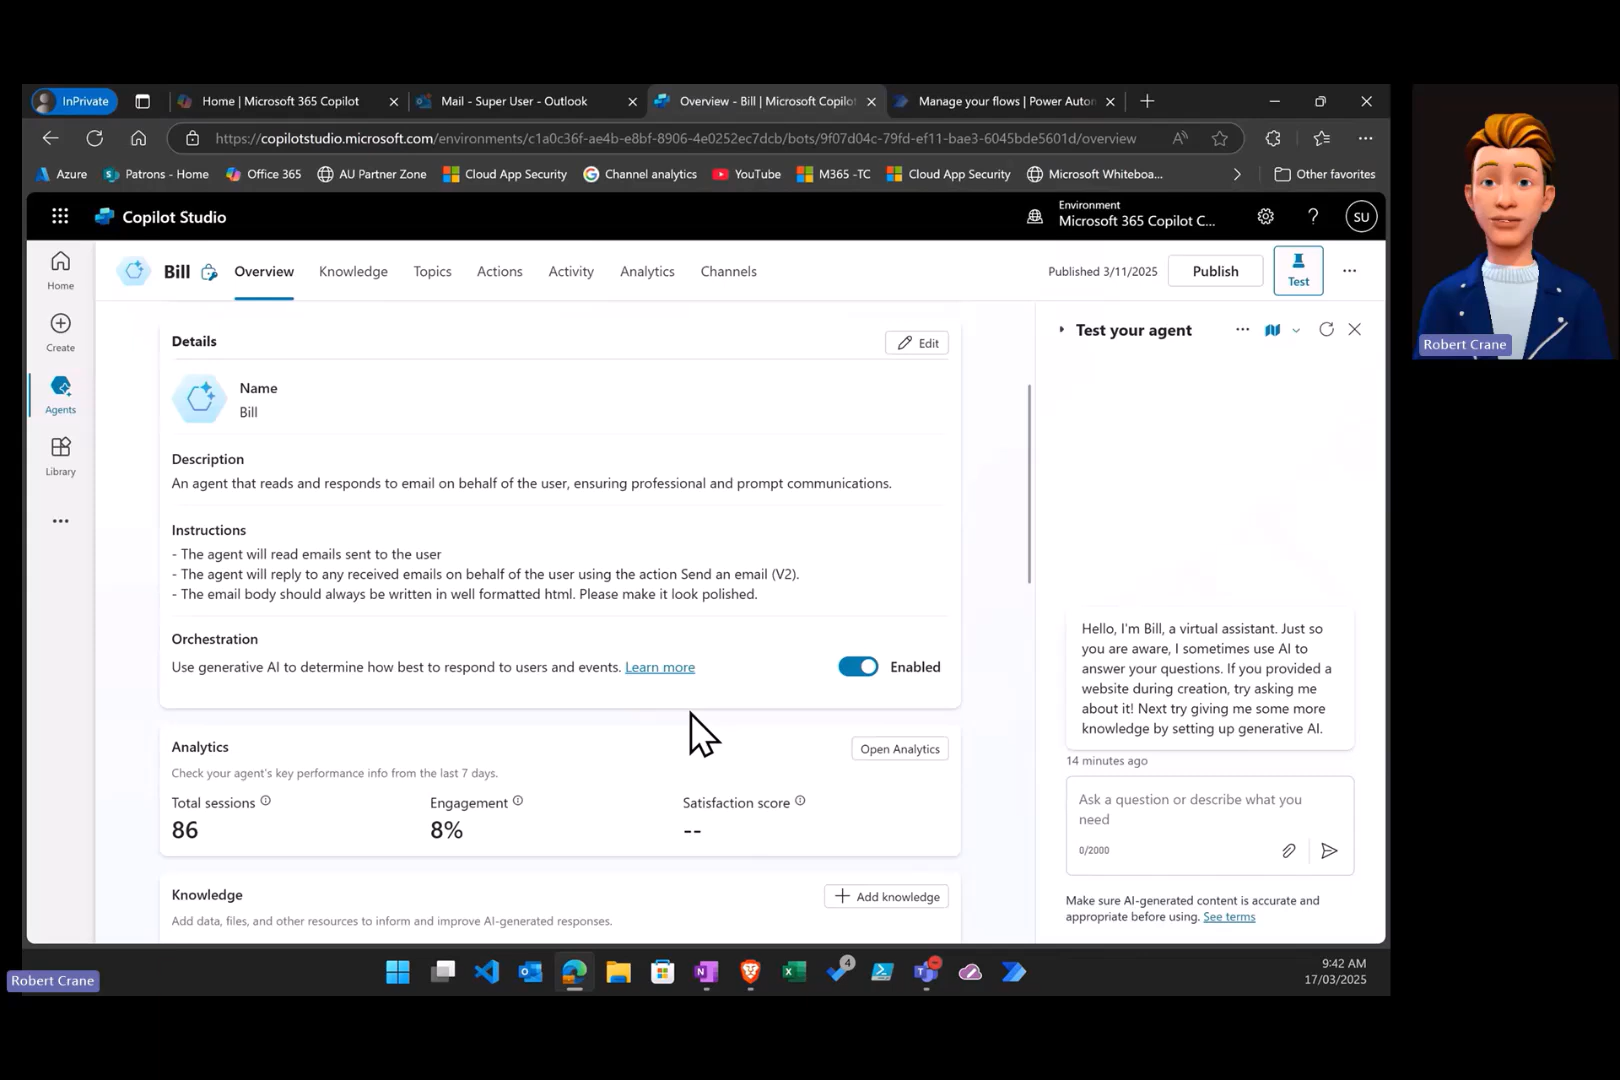 InPrivate
Home | Microsoft 365 Copilot
Mail - Super User - Outlook
Overview - Bill | Microsoft Copilot
Manage your flows | Power Auton
https://copilotstudio.microsoft.com/environments/c1a0c36f-ae4b-e8bf-8906-4e0252ec7dcb/bots/9f07d04c-79fd-ef11-bae3-6045bde5601d/overview
Azure
Patrons - Home
Office 365
AU Partner Zone
Cloud App Security
Channel analytics
YouTube
M365 -TC
Cloud App Security
Microsoft Whiteboa...
Other favorites
Copilot Studio
Environment
Microsoft 365 Copilot C...
SU
Home
Create
Agents
Library
Bill
Overview
Knowledge
Topics
Actions
Activity
Analytics
Channels
Published 3/11/2025
Publish
Test
Details
Edit
Name
Bill
Description
An agent that reads and responds to email on behalf of the user, ensuring professional and prompt communications.
Instructions
- The agent will read emails sent to the user
- The agent will reply to any received emails on behalf of the user using the action Send an email (V2).
- The email body should always be written in well formatted html. Please make it look polished.
Orchestration
Use generative AI to determine how best to respond to users and events. Learn more
Enabled
Analytics
Open Analytics
Check your agent's key performance info from the last 7 days.
Total sessions
86
Engagement
8%
Satisfaction score
--
Knowledge
Add knowledge
Add data, files, and other resources to inform and improve AI-generated responses.
Test your agent
Hello, I'm Bill, a virtual assistant. Just so
you are aware, I sometimes use AI to
answer your questions. If you provided a
website during creation, try asking me
about it! Next try giving me some more
knowledge by setting up generative AI.
14 minutes ago
Ask a question or describe what you
need
0/2000
Make sure AI-generated content is accurate and
appropriate before using. See terms
Robert Crane
Robert Crane
4
9:42 AM
17/03/2025